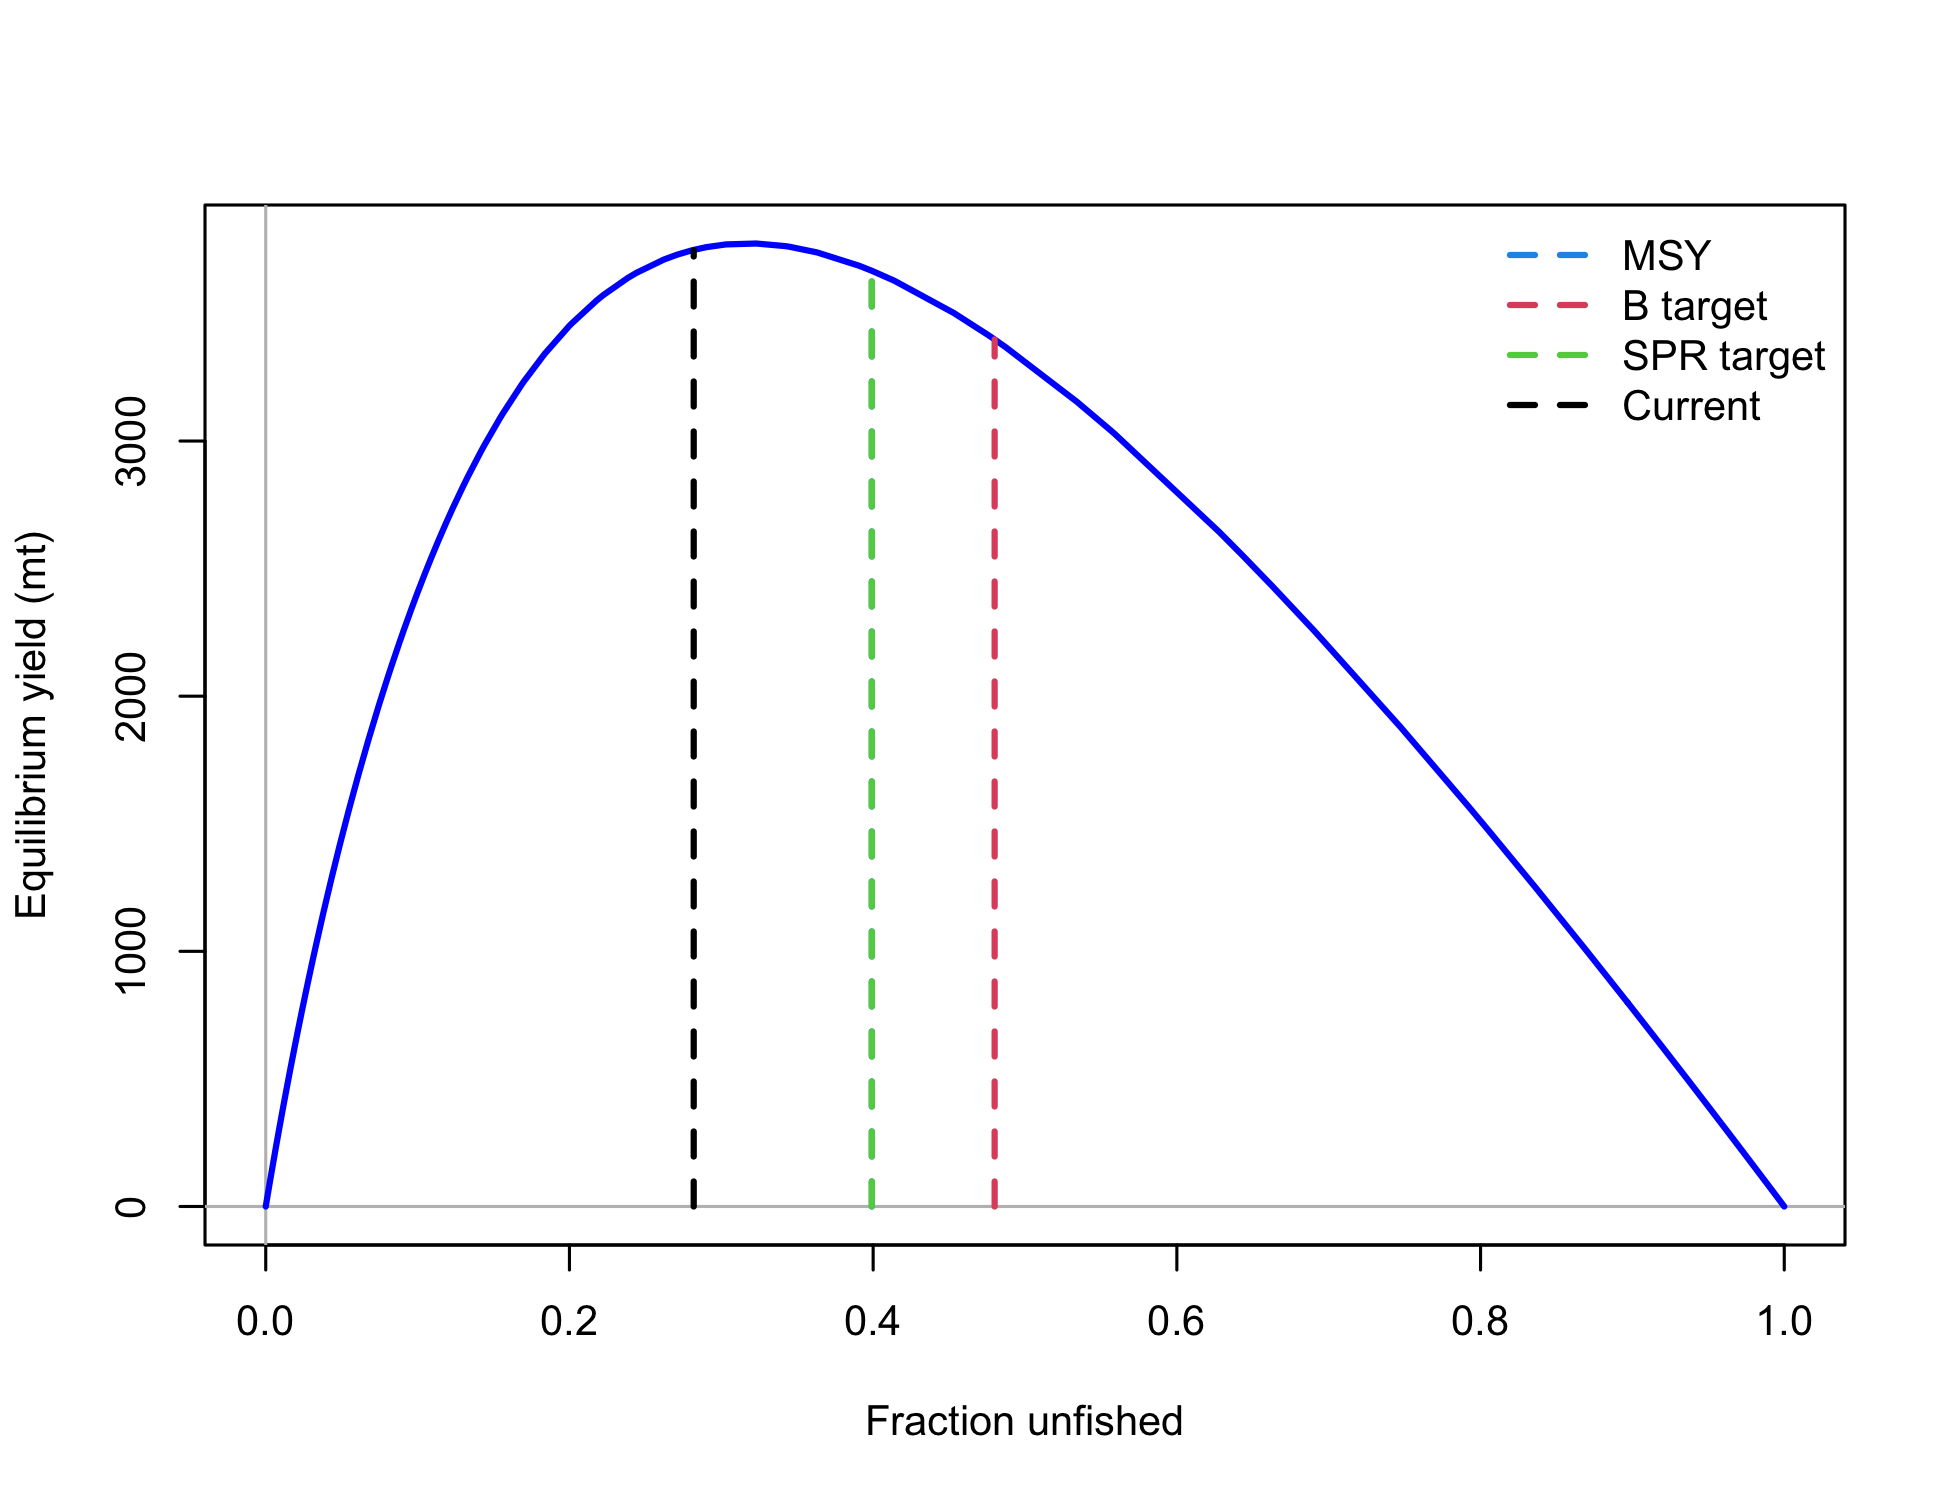 MSY
B target
SPR target
Current
Equilibrium yield (mt)
3000
2000
1000
0
0.0 0.2 0.4 0.6 0.8 1.0
Fraction unfished